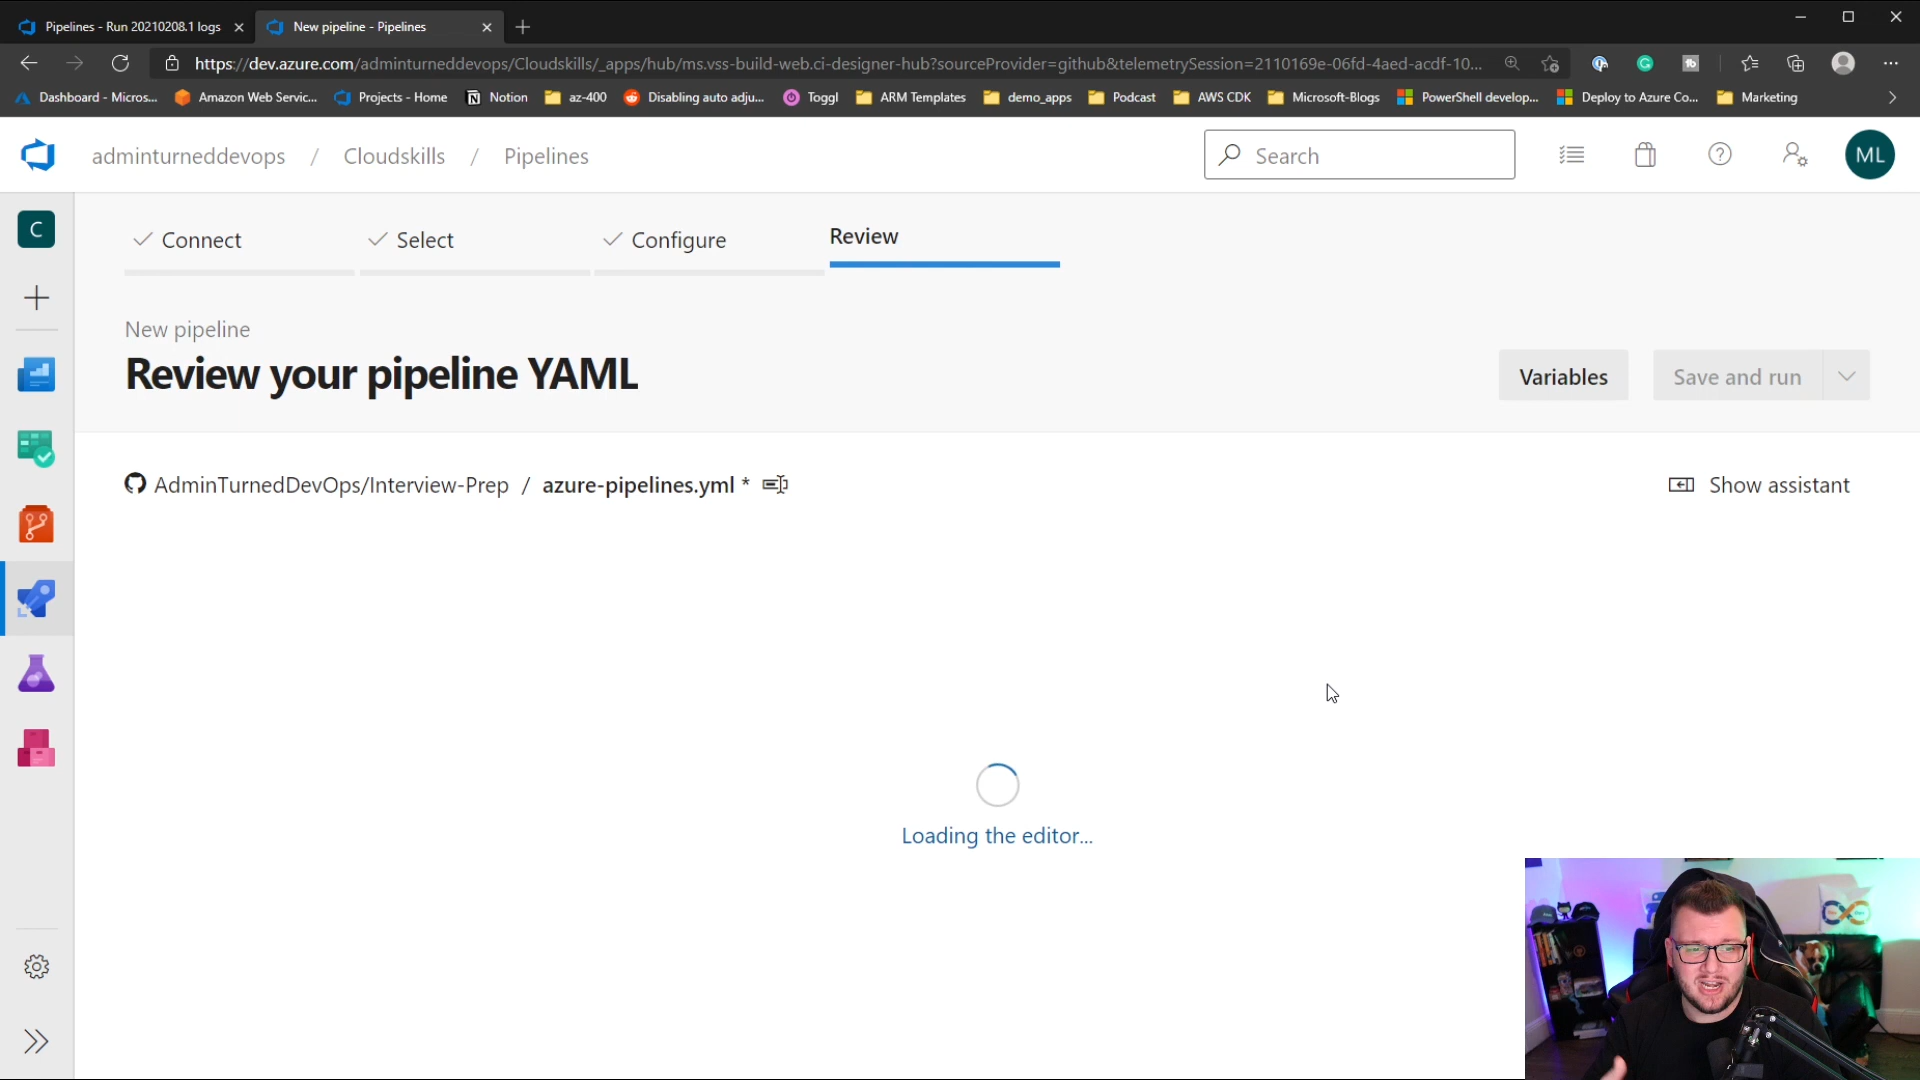 Pipelines - Run 20210208.1 logs
New pipeline - Pipelines
https://dev.azure.com/adminturneddevops/Cloudskills/_apps/hub/ms.vss-build-web.ci-designer-hub?sourceProvider=github&telemetrySession=2110169e-06fd-4aed-acdf-10...
Dashboard - Micros...
Amazon Web Servic...
Projects - Home
Notion
az-400
Disabling auto adju...
Toggl
ARM Templates
demo_apps
Podcast
AWS CDK
Microsoft-Blogs
PowerShell develop...
Deploy to Azure Co...
Marketing
adminturneddevops / Cloudskills / Pipelines
Search
ML
C
Connect
Select
Configure
Review
New pipeline
Review your pipeline YAML
Variables
Save and run
AdminTurnedDevOps/Interview-Prep / azure-pipelines.yml *
Show assistant
Loading the editor...